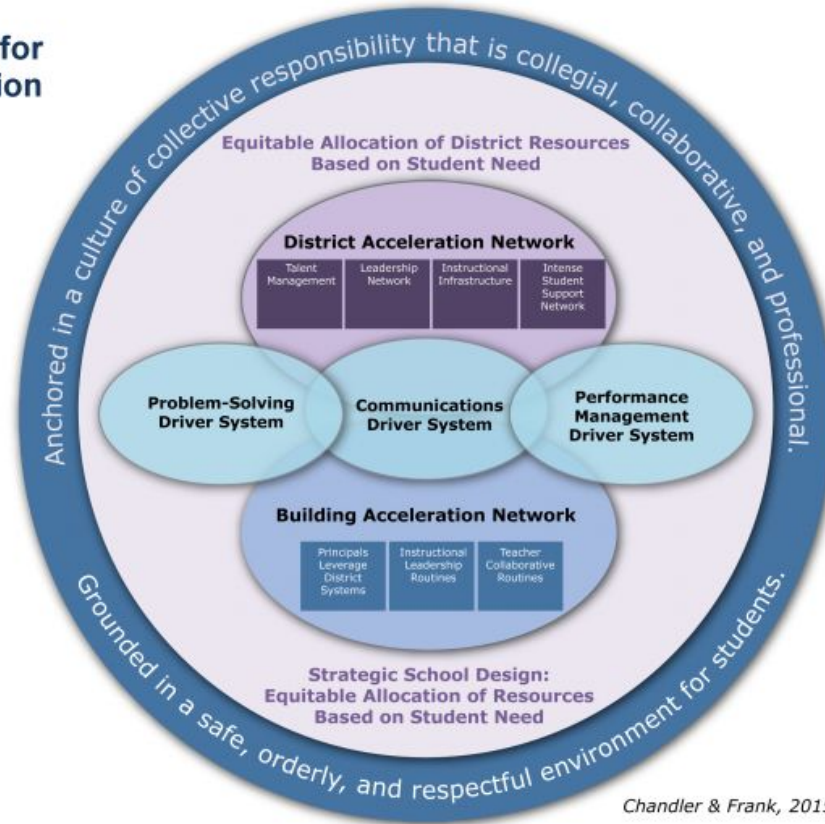 for
Anchored in a culture of collective responsibility that is collegial, collaborative, and professional.
Equitable Allocation of District Resources
Based on Student Need
District Acceleration Network
Talent
Management
Leadership
Network
Instructional
Infrastructure
Intense
Student
Support
Network
Problem-Solving
Driver System
Communications
Driver System
Performance
Management
Driver System
Building Acceleration Network
Principals
Leverage
District
Systems
Instructional
Leadership
Routines
Teacher
Collaborative
Routines
Strategic School Design:
Equitable Allocation of Resources
Based on Student Need
Grounded in a safe, orderly, and respectful environment for students.
Chandler & Frank,